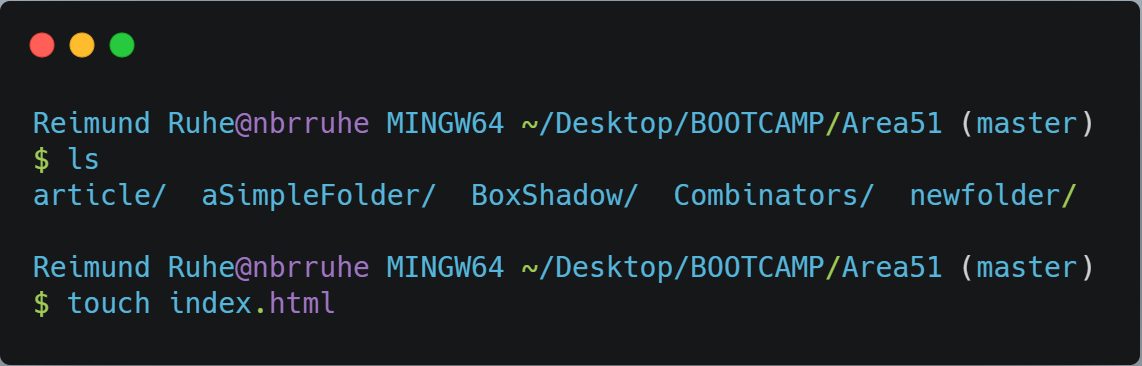 Reimund Ruhe@nbrruhe MINGW64 ~/Desktop/BOOTCAMP/Area51 (master)
$ ls
article/  aSimpleFolder/  BoxShadow/  Combinators/  newfolder/
Reimund Ruhe@nbrruhe MINGW64 ~/Desktop/BOOTCAMP/Area51 (master)
$ touch index.html